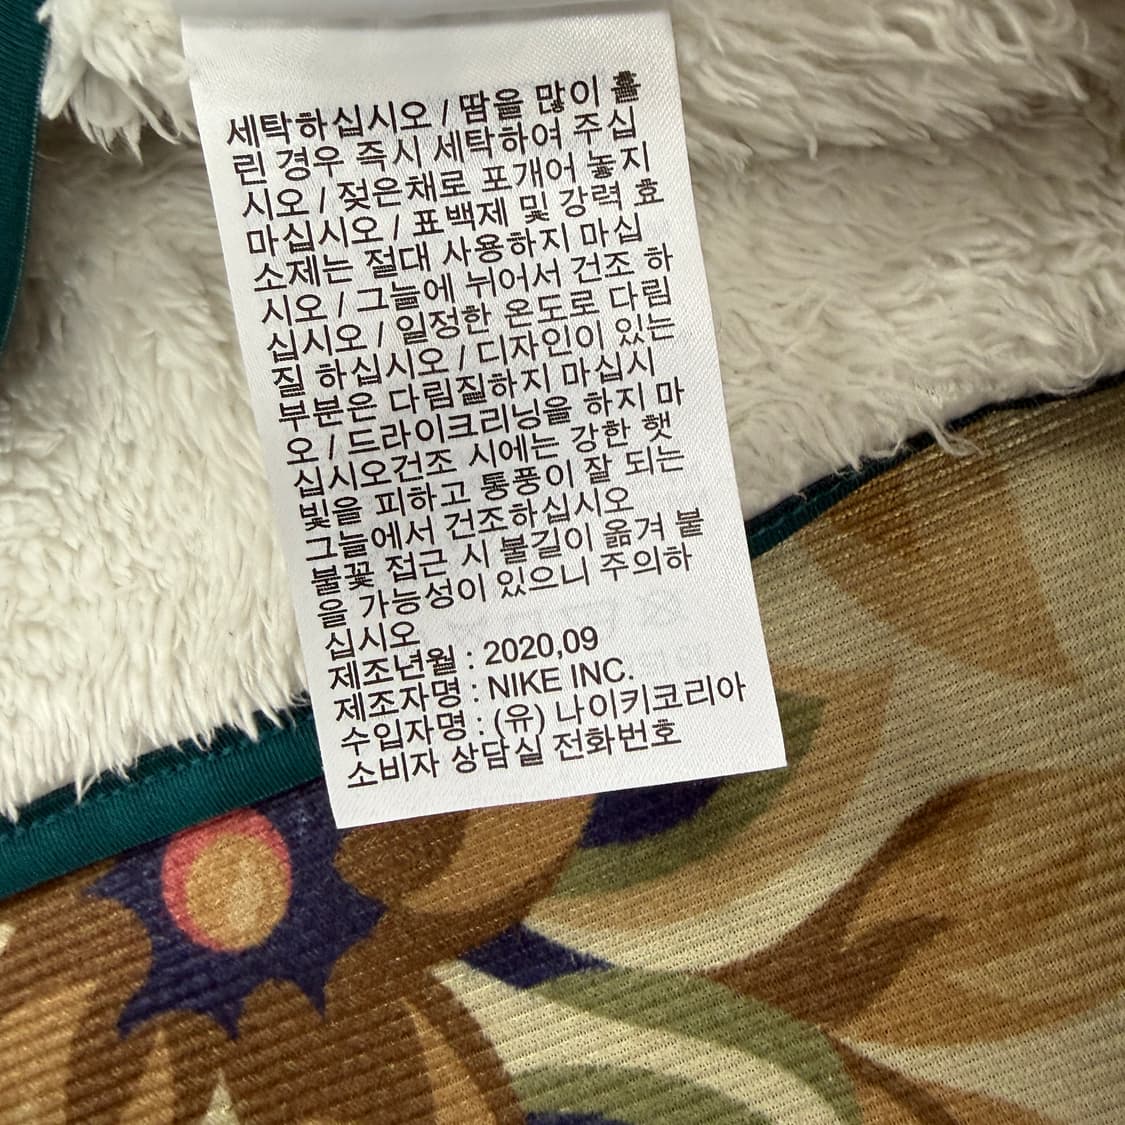 세탁하십시오 / 땀을 많이 흘
린 경우 즉시 세탁하여 주십
시오 / 젖은채로 포개어 놓지
마십시오 / 표백제 및 강력 효
소제는 절대 사용하지 마십
시오 / 그늘에 뉘어서 건조 하
십시오 / 일정한 온도로 다림
질 하십시오 / 디자인이 있는
부분은 다림질하지 마십시
오 / 드라이크리닝을 하지 마
십시오건조 시에는 강한 햇
빛을 피하고 통풍이 잘 되는
그늘에서 건조하십시오
불꽃 접근 시 불길이 옮겨 붙
을 가능성이 있으니 주의하
십시오
제조년월 : 2020,09
제조자명 : NIKE INC.
수입자명 : (유) 나이키코리아
소비자 상담실 전화번호